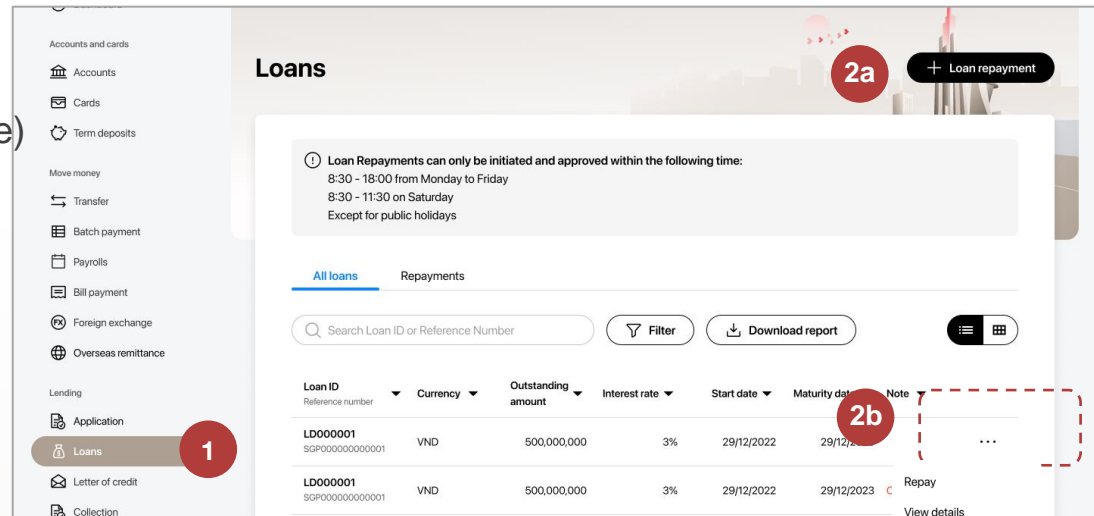 Dashboard
Accounts and cards
Accounts
Cards
Term deposits
e)
Move money
Transfer
Batch payment
Payrolls
Bill payment
FX Foreign exchange
Overseas remittance
Lending
Application
Loans 1
Letter of credit
Collection
Loans
2a
+ Loan repayment
Loan Repayments can only be initiated and approved within the following time:
8:30 - 18:00 from Monday to Friday
8:30 - 11:30 on Saturday
Except for public holidays
All loans Repayments
Search Loan ID or Reference Number Filter Download report
Loan ID Currency Outstanding amount Interest rate Start date Maturity date Note
Reference number
2b
LD000001 VND 500,000,000 3% 29/12/2022 ...
SGP000000000001
LD000001 VND 500,000,000 3% 29/12/2022 29/12/2023
SGP000000000001
Repay
View details